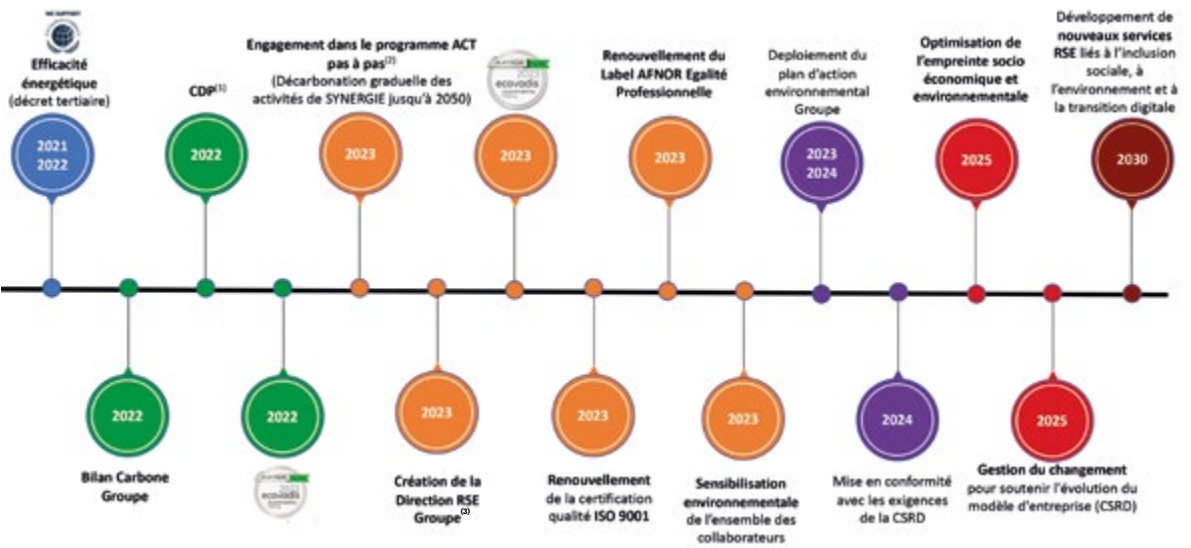 WE SUPPORT
Efficacité
énergétique
(décret tertiaire)
2021
2022
Bilan Carbone
Groupe
2022
CDP(1)
2022
2022
ecovadis
2022
Engagement dans le programme ACT
pas à pas(2)
(Décarbonation graduelle des
activités de SYNERGIE jusqu'à 2050)
2023
Création de la
Direction RSE
Groupe(3)
2023
2023
ecovadis
2023
Renouvellement
de la certification
qualité ISO 9001
2023
Renouvellement du
Label AFNOR Egalité
Professionnelle
2023
Sensibilisation
environnementale
de l'ensemble des
collaborateurs
2023
Deploiement du
plan d'action
environnemental
Groupe
2023
2024
Mise en conformité
avec les exigences
de la CSRD
2024
Optimisation de
l'empreinte socio
économique et
environnementale
2025
Gestion du changement
pour soutenir l'évolution du
modèle d'entreprise (CSRD)
2025
Développement de
nouveaux services
RSE liés à l'inclusion
sociale, à
l'environnement et à
la transition digitale
2030